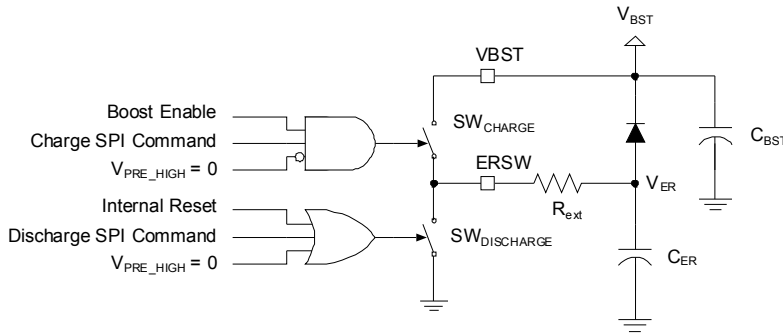 V_BST
VBST
Boost Enable
Charge SPI Command
V_PRE_HIGH = 0
SW_CHARGE
C_BST
ERSW
V_ER
R_ext
Internal Reset
Discharge SPI Command
V_PRE_HIGH = 0
SW_DISCHARGE
C_ER